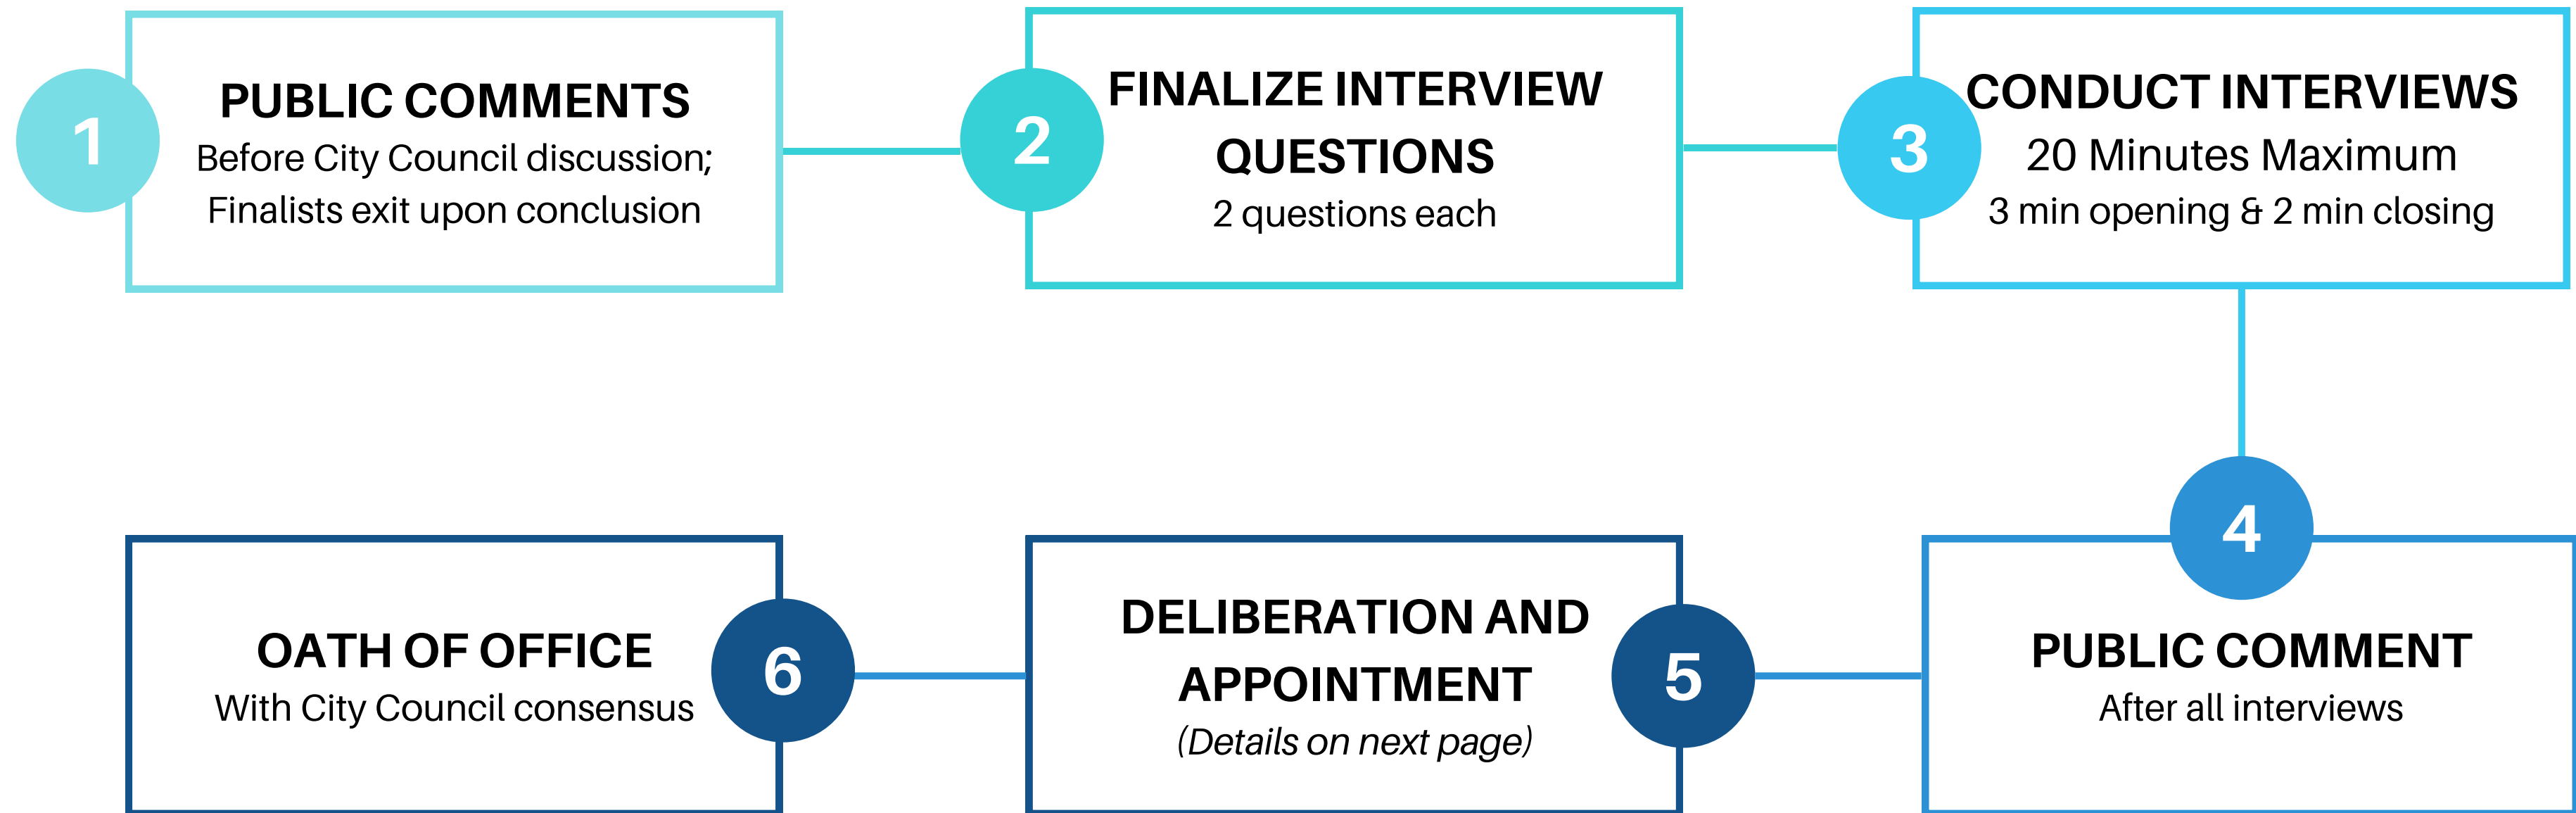 1
PUBLIC COMMENTS
Before City Council discussion;
Finalists exit upon conclusion
2
FINALIZE INTERVIEW
QUESTIONS
2 questions each
3
CONDUCT INTERVIEWS
20 Minutes Maximum
3 min opening & 2 min closing
4
PUBLIC COMMENT
After all interviews
5
DELIBERATION AND
APPOINTMENT
(Details on next page)
6
OATH OF OFFICE
With City Council consensus